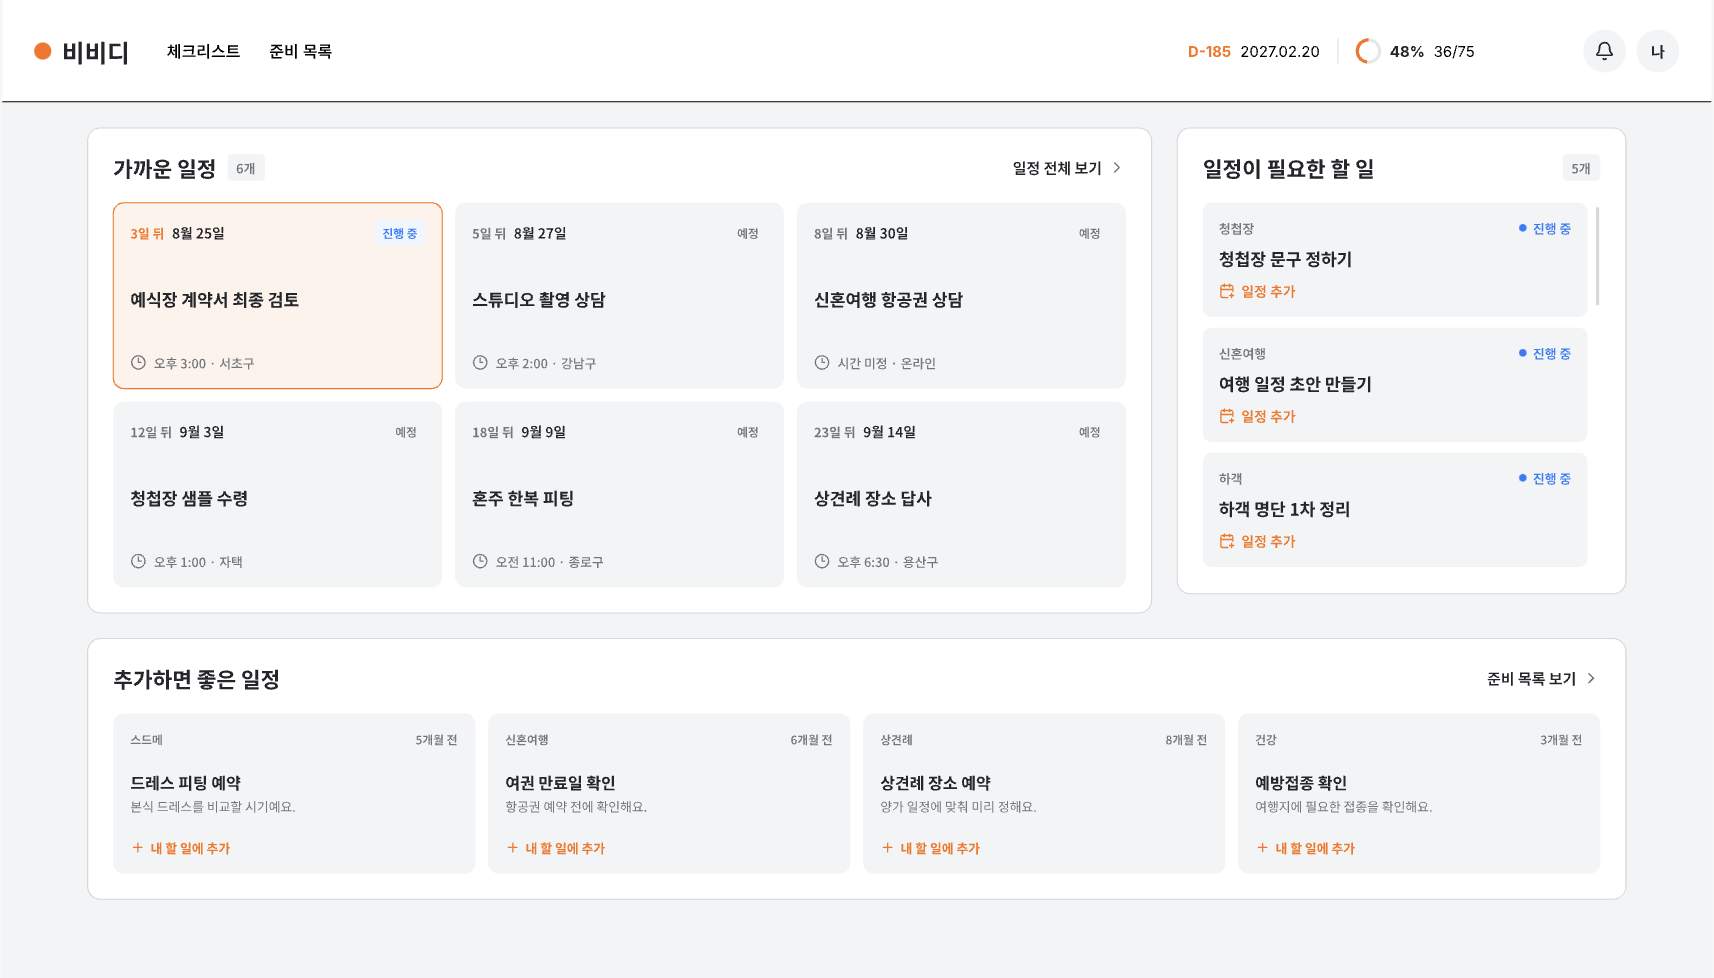 비비디 체크리스트 준비 목록 D-185 2027.02.20 48% 36/75 나
가까운 일정 6개 일정 전체 보기
3일 뒤 8월 25일 진행 중
예식장 계약서 최종 검토
오후 3:00 · 서초구
5일 뒤 8월 27일 예정
스튜디오 촬영 상담
오후 2:00 · 강남구
8일 뒤 8월 30일 예정
신혼여행 항공권 상담
시간 미정 · 온라인
12일 뒤 9월 3일 예정
청첩장 샘플 수령
오후 1:00 · 자택
18일 뒤 9월 9일 예정
혼주 한복 피팅
오전 11:00 · 종로구
23일 뒤 9월 14일 예정
상견례 장소 답사
오후 6:30 · 용산구
일정이 필요한 할 일 5개
청첩장 진행 중
청첩장 문구 정하기
일정 추가
신혼여행 진행 중
여행 일정 초안 만들기
일정 추가
하객 진행 중
하객 명단 1차 정리
일정 추가
추가하면 좋은 일정 준비 목록 보기
스드메 5개월 전
드레스 피팅 예약
본식 드레스를 비교할 시기예요.
+ 내 할 일에 추가
신혼여행 6개월 전
여권 만료일 확인
항공권 예약 전에 확인해요.
+ 내 할 일에 추가
상견례 8개월 전
상견례 장소 예약
양가 일정에 맞춰 미리 정해요.
+ 내 할 일에 추가
건강 3개월 전
예방접종 확인
여행지에 필요한 접종을 확인해요.
+ 내 할 일에 추가